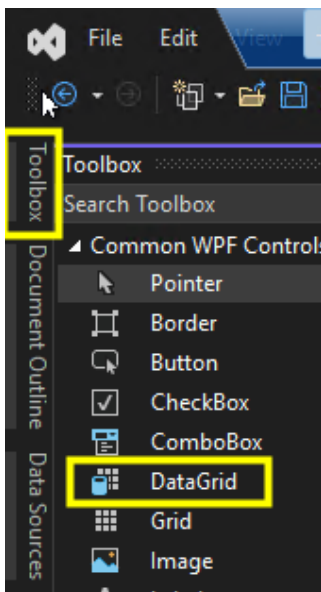 File Edit View
Toolbox
Document Outline
Data Sources
Toolbox
Search Toolbox
Common WPF Controls
Pointer
Border
Button
CheckBox
ComboBox
DataGrid
Grid
Image